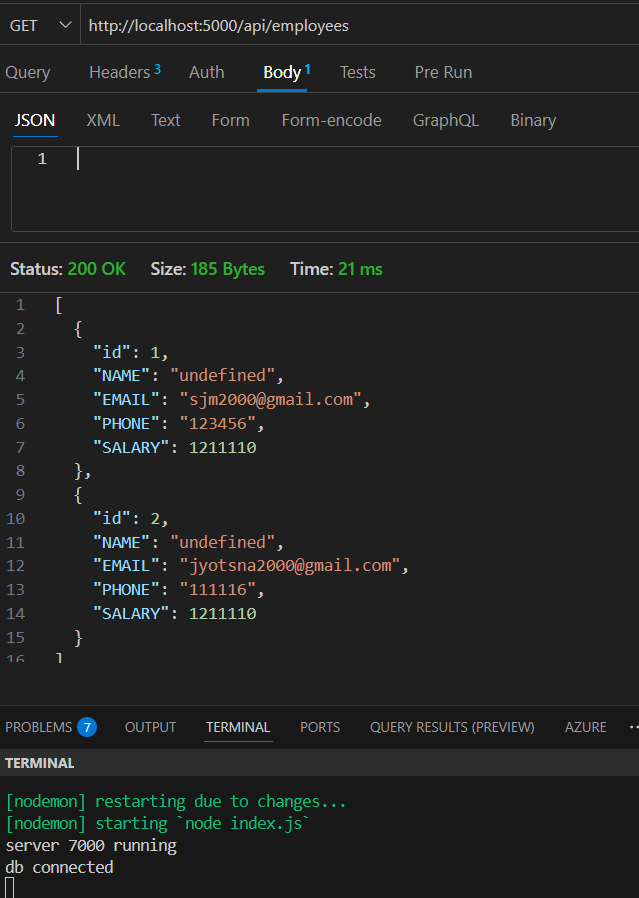 GET http://localhost:5000/api/employees
Query Headers 3 Auth Body 1 Tests Pre Run
JSON XML Text Form Form-encode GraphQL Binary
1
Status: 200 OK Size: 185 Bytes Time: 21 ms
1 [
2 {
3 "id": 1,
4 "NAME": "undefined",
5 "EMAIL": "sjm2000@gmail.com",
6 "PHONE": "123456",
7 "SALARY": 1211110
8 },
9 {
10 "id": 2,
11 "NAME": "undefined",
12 "EMAIL": "jyotsna2000@gmail.com",
13 "PHONE": "111116",
14 "SALARY": 1211110
15 }
16 ]
PROBLEMS 7 OUTPUT TERMINAL PORTS QUERY RESULTS (PREVIEW) AZURE
TERMINAL
[nodemon] restarting due to changes...
[nodemon] starting `node index.js`
server 7000 running
db connected